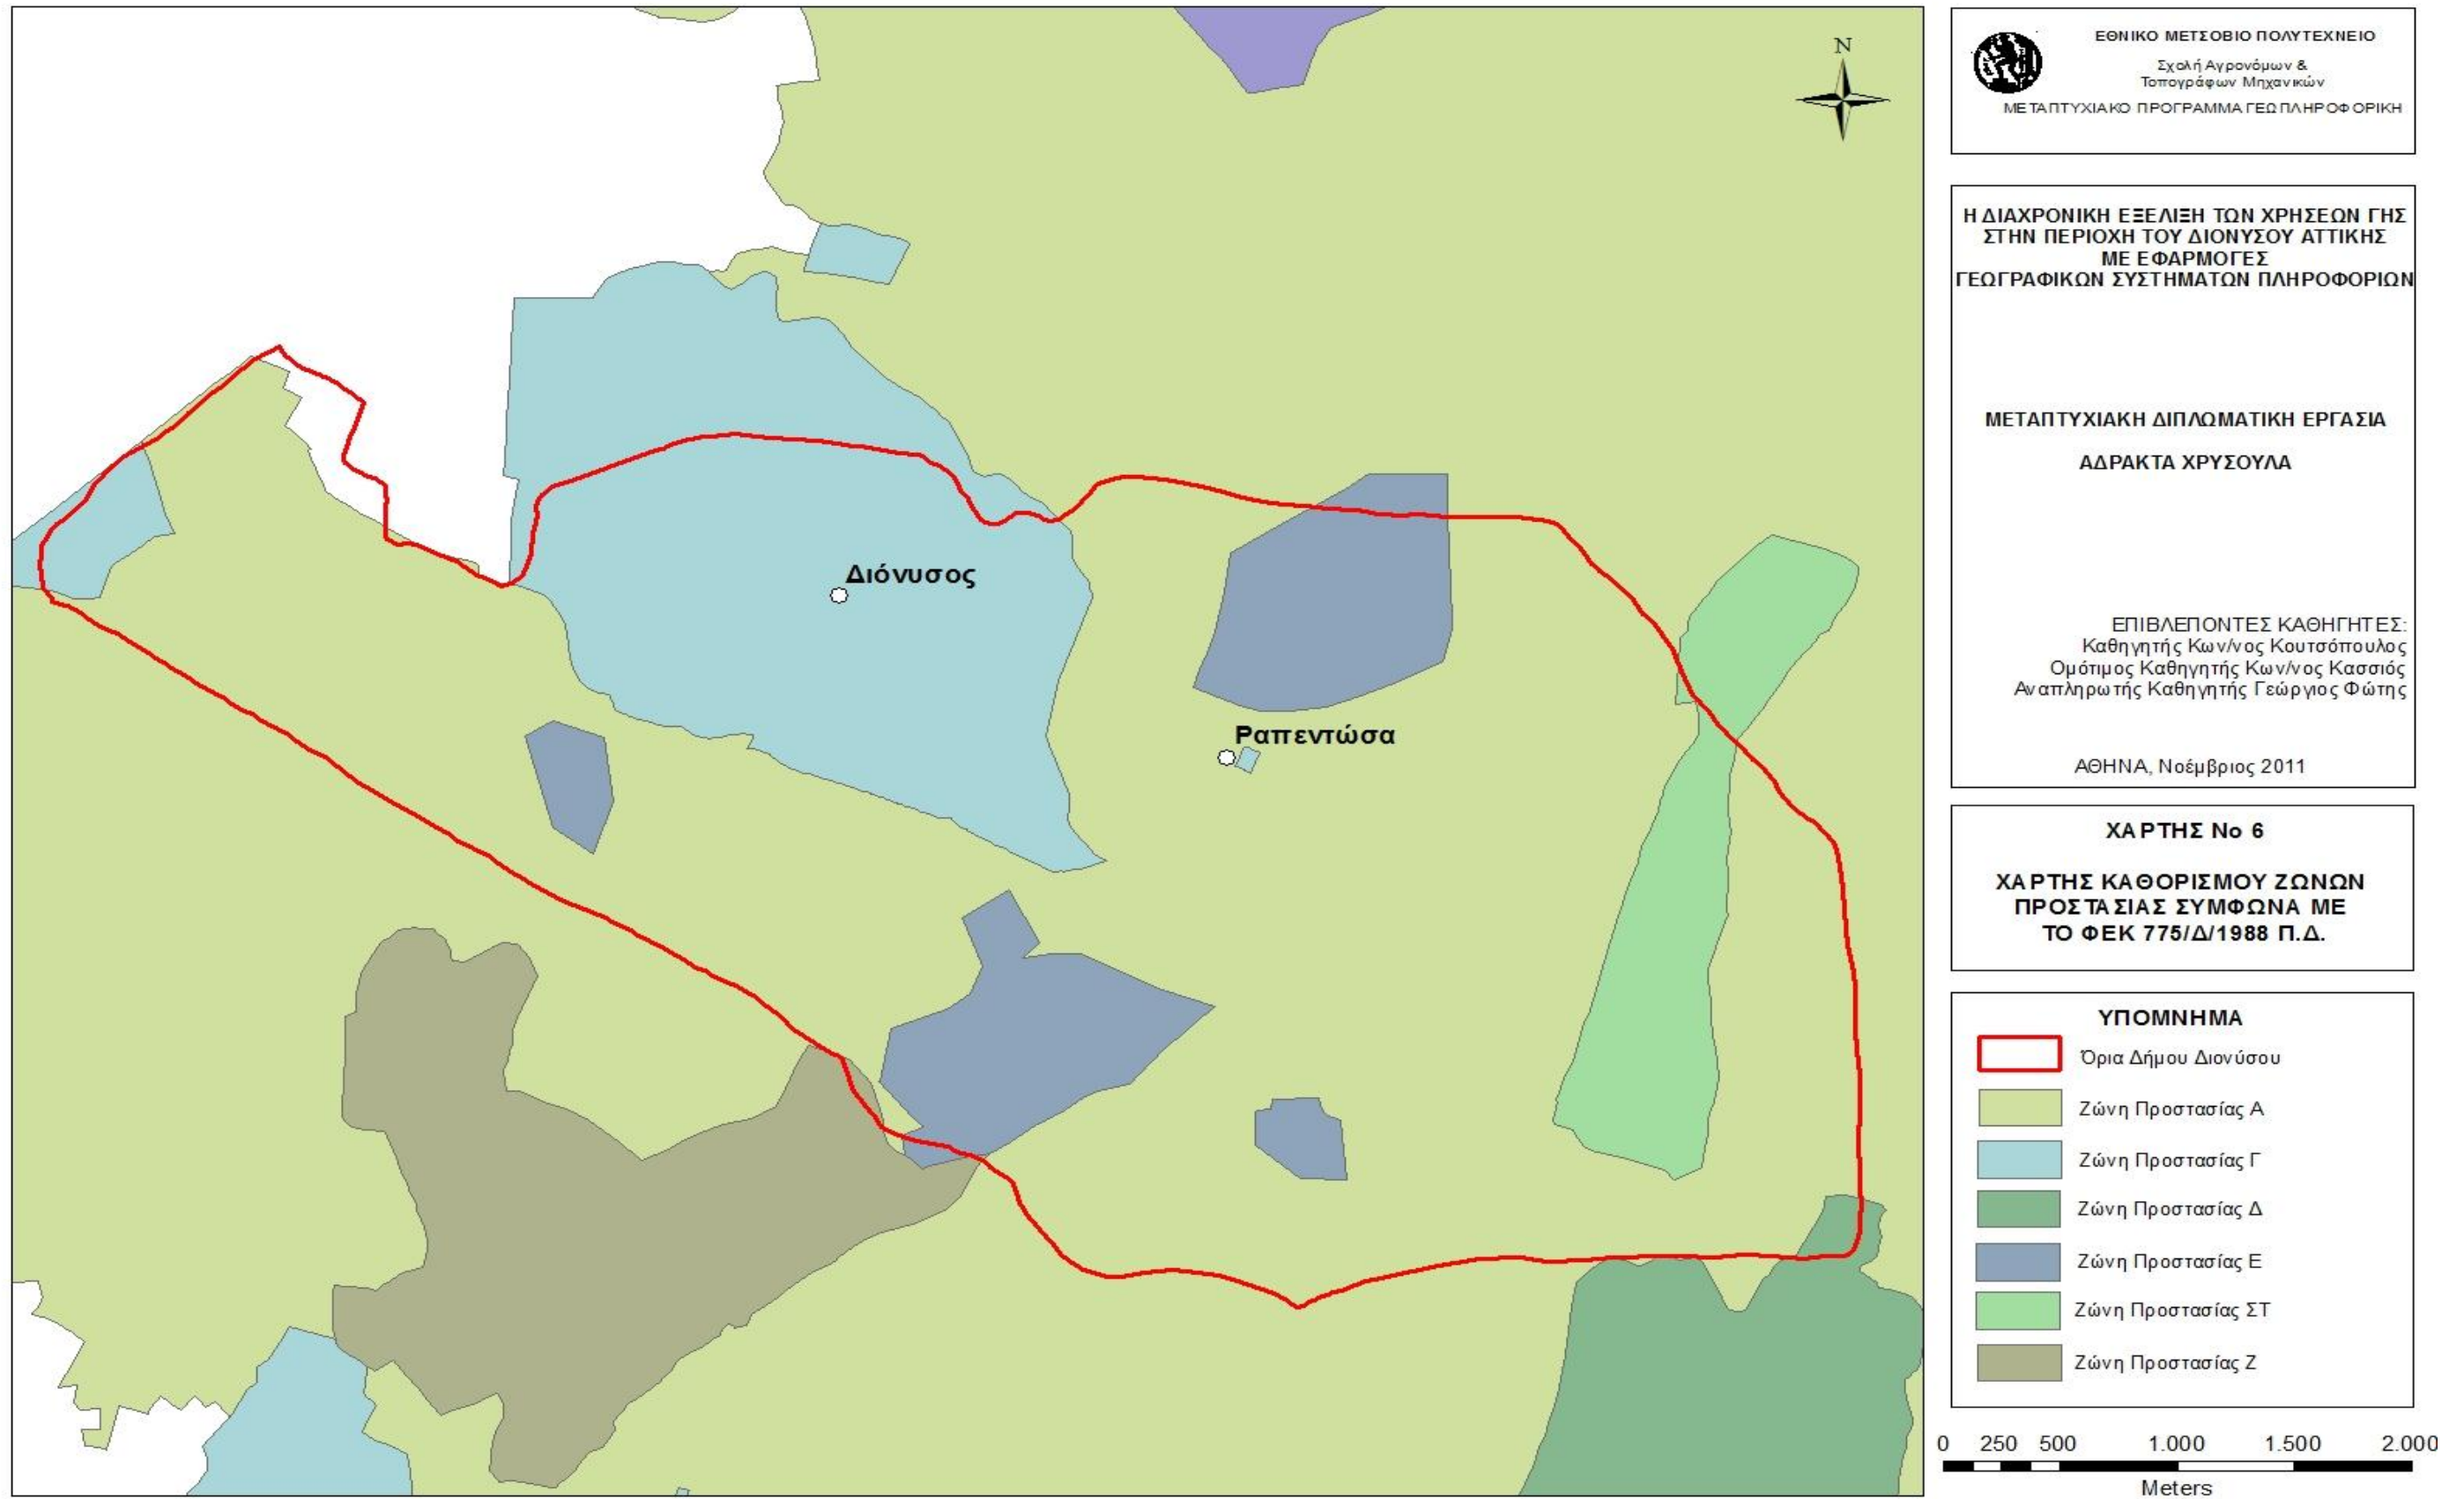 N
Διόνυσος
Ραπεντώσα
ΕΘΝΙΚΟ ΜΕΤΣΟΒΙΟ ΠΟΛΥΤΕΧΝΕΙΟ
Σχολή Αγρονόμων &
Τοπογράφων Μηχανικών
ΜΕΤΑΠΤΥΧΙΑΚΟ ΠΡΟΓΡΑΜΜΑ ΓΕΩΠΛΗΡΟΦΟΡΙΚΗ
Η ΔΙΑΧΡΟΝΙΚΗ ΕΞΕΛΙΞΗ ΤΩΝ ΧΡΗΣΕΩΝ ΓΗΣ
ΣΤΗΝ ΠΕΡΙΟΧΗ ΤΟΥ ΔΙΟΝΥΣΟΥ ΑΤΤΙΚΗΣ
ΜΕ ΕΦΑΡΜΟΓΕΣ
ΓΕΩΓΡΑΦΙΚΩΝ ΣΥΣΤΗΜΑΤΩΝ ΠΛΗΡΟΦΟΡΙΩΝ
ΜΕΤΑΠΤΥΧΙΑΚΗ ΔΙΠΛΩΜΑΤΙΚΗ ΕΡΓΑΣΙΑ
ΑΔΡΑΚΤΑ ΧΡΥΣΟΥΛΑ
ΕΠΙΒΛΕΠΟΝΤΕΣ ΚΑΘΗΓΗΤΕΣ:
Καθηγητής Κων/νος Κουτσόπουλος
Ομότιμος Καθηγητής Κων/νος Κασσιός
Αναπληρωτής Καθηγητής Γεώργιος Φώτης
ΑΘΗΝΑ, Νοέμβριος 2011
ΧΑΡΤΗΣ Νο 6
ΧΑΡΤΗΣ ΚΑΘΟΡΙΣΜΟΥ ΖΩΝΩΝ
ΠΡΟΣΤΑΣΙΑΣ ΣΥΜΦΩΝΑ ΜΕ
ΤΟ ΦΕΚ 775/Δ/1988 Π.Δ.
ΥΠΟΜΝΗΜΑ
Όρια Δήμου Διονύσου
Ζώνη Προστασίας Α
Ζώνη Προστασίας Γ
Ζώνη Προστασίας Δ
Ζώνη Προστασίας Ε
Ζώνη Προστασίας ΣΤ
Ζώνη Προστασίας Ζ
0 250 500 1.000 1.500 2.000
Meters